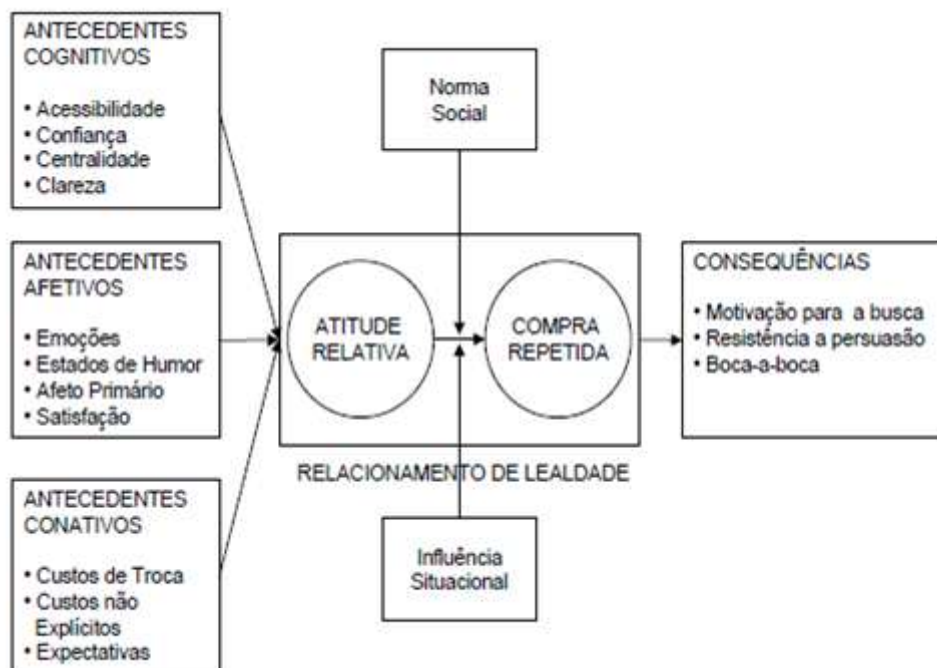 ANTECEDENTES
COGNITIVOS
• Acessibilidade
• Confiança
• Centralidade
• Clareza
ANTECEDENTES
AFETIVOS
• Emoções
• Estados de Humor
• Afeto Primário
• Satisfação
ANTECEDENTES
CONATIVOS
• Custos de Troca
• Custos não
Explícitos
• Expectativas
Norma
Social
ATITUDE
RELATIVA
COMPRA
REPETIDA
RELACIONAMENTO DE LEALDADE
Influência
Situacional
CONSEQUÊNCIAS
• Motivação para a busca
• Resistência a persuasão
• Boca-a-boca